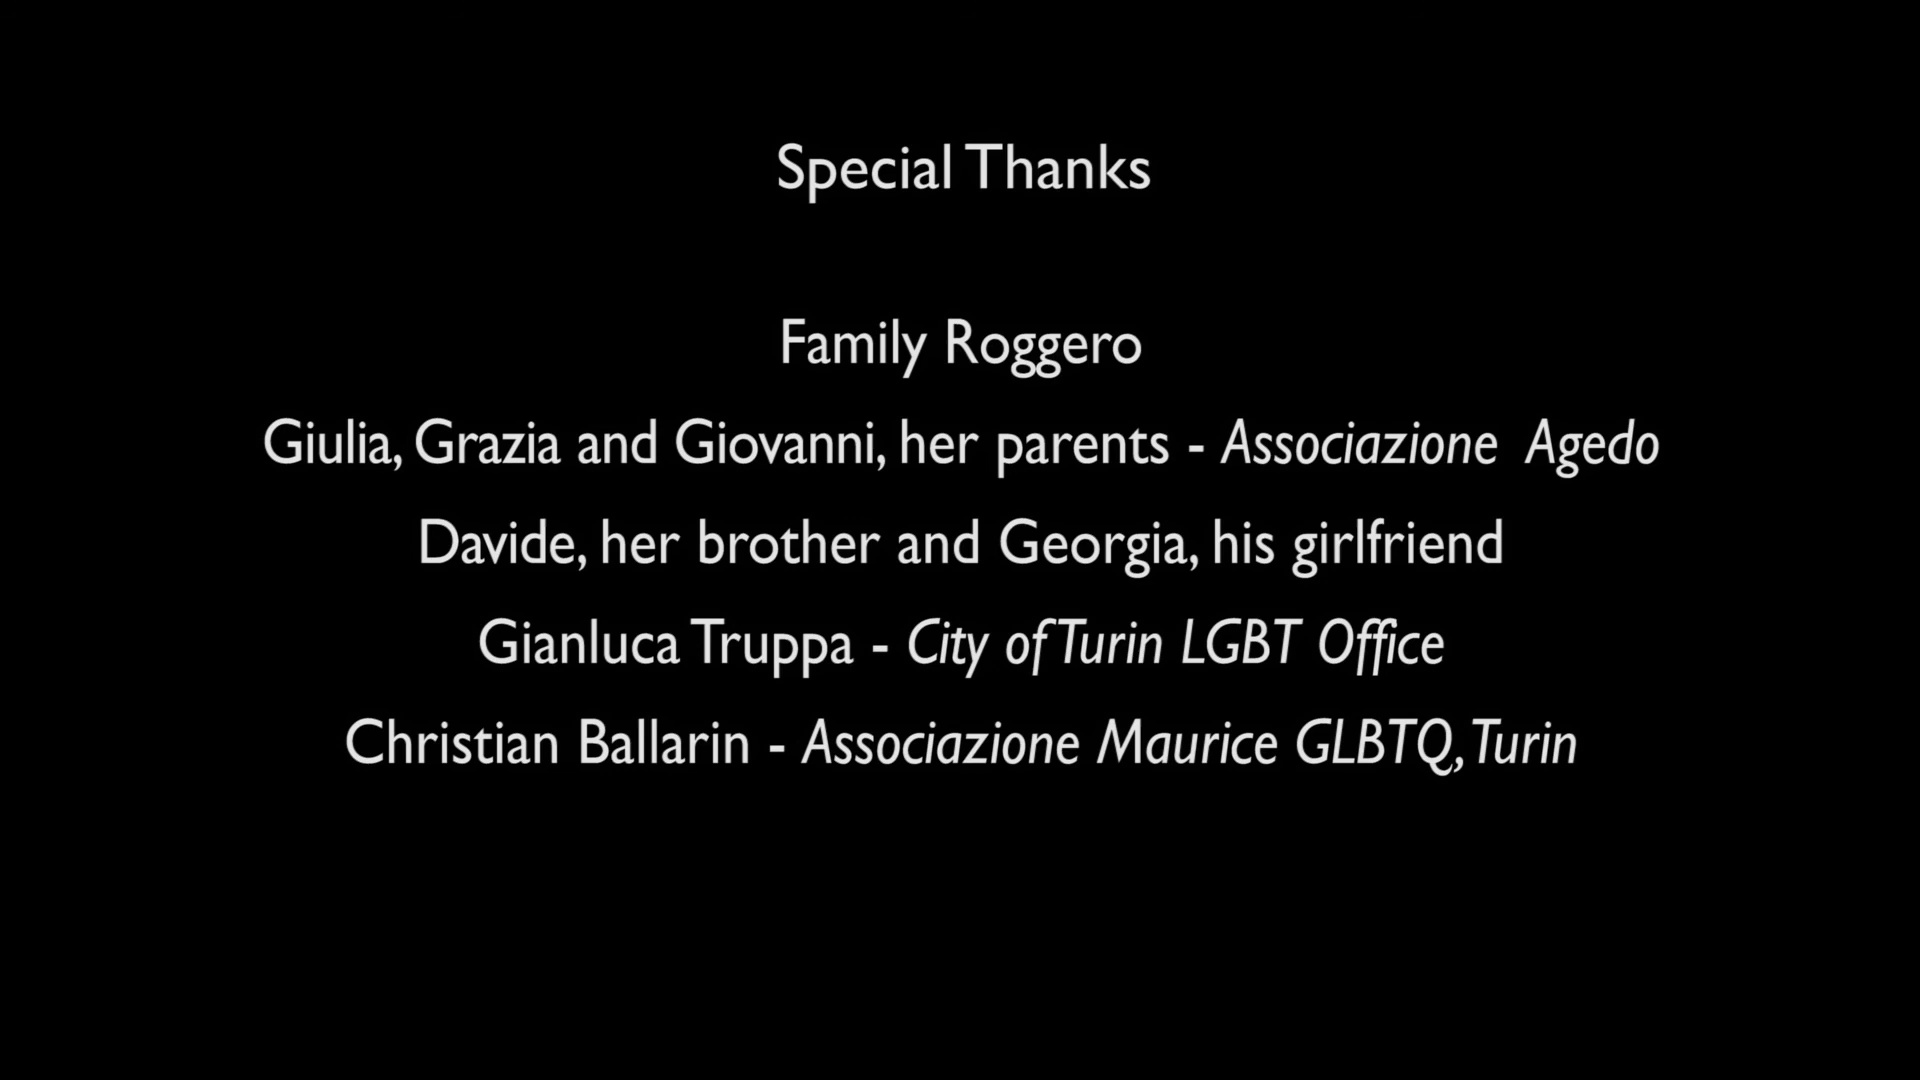 Special Thanks
Family Roggero
Giulia, Grazia and Giovanni, her parents - Associazione Agedo
Davide, her brother and Georgia, his girlfriend
Gianluca Truppa - City of Turin LGBT Office
Christian Ballarin - Associazione Maurice GLBTQ, Turin